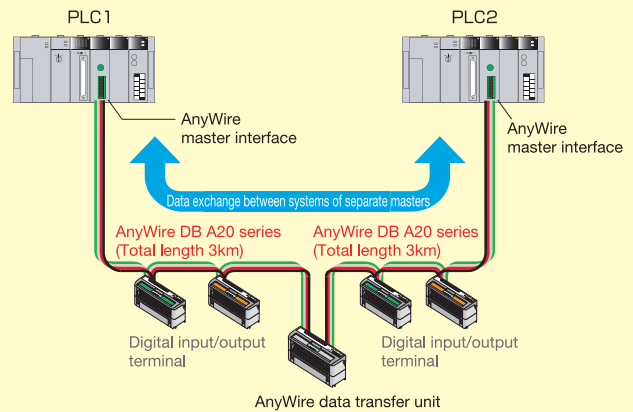 PLC1
PLC2
AnyWire
master interface
AnyWire
master interface
Data exchange between systems of separate masters
AnyWire DB A20 series
(Total length 3km)
AnyWire DB A20 series
(Total length 3km)
Digital input/output
terminal
Digital input/output
terminal
AnyWire data transfer unit